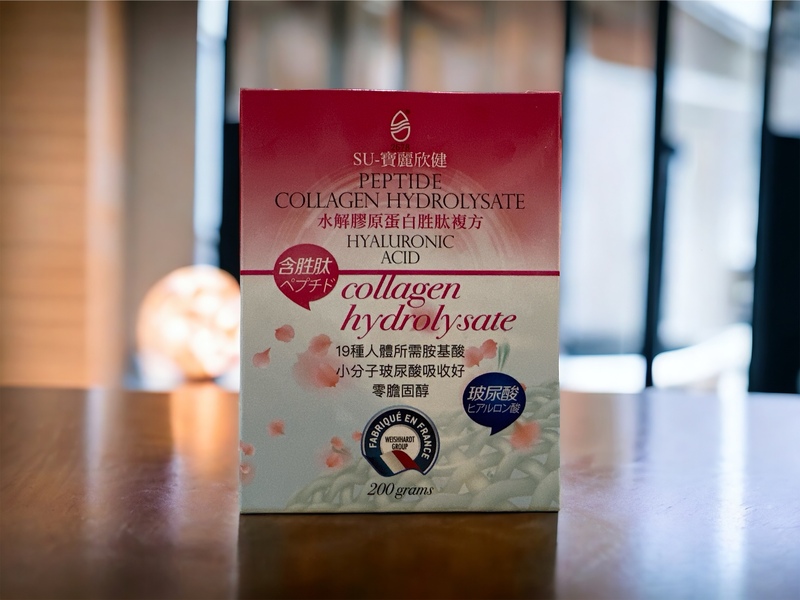 SU-寶麗欣健
PEPTIDE
COLLAGEN HYDROLYSATE
水解膠原蛋白胜肽複方
HYALURONIC
ACID
含胜肽
ペプチド
collagen
hydrolysate
19種人體所需胺基酸
小分子玻尿酸吸收好
零膽固醇
玻尿酸
ヒアルロン酸
FABRIQUÉ EN FRANCE
WEISHARDT
GROUP
200 grams